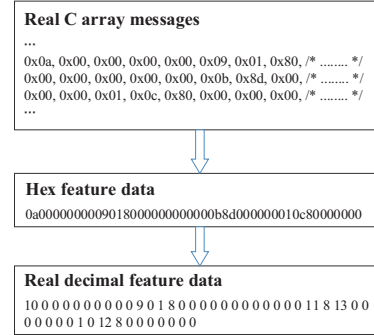 Real C array messages
...
0x0a, 0x00, 0x00, 0x00, 0x00, 0x09, 0x01, 0x80, /* ........ */
0x00, 0x00, 0x00, 0x00, 0x00, 0x0b, 0x8d, 0x00, /* ........ */
0x00, 0x00, 0x01, 0x0c, 0x80, 0x00, 0x00, 0x00, /* ........ */
...
Hex feature data
0a0000000009018000000000000b8d000000010c80000000
Real decimal feature data
10 0 0 0 0 0 0 0 0 0 0 9 0 1 8 0 0 0 0 0 0 0 0 0 0 0 0 11 8 13 0 0
0 0 0 0 0 1 0 12 8 0 0 0 0 0 0 0